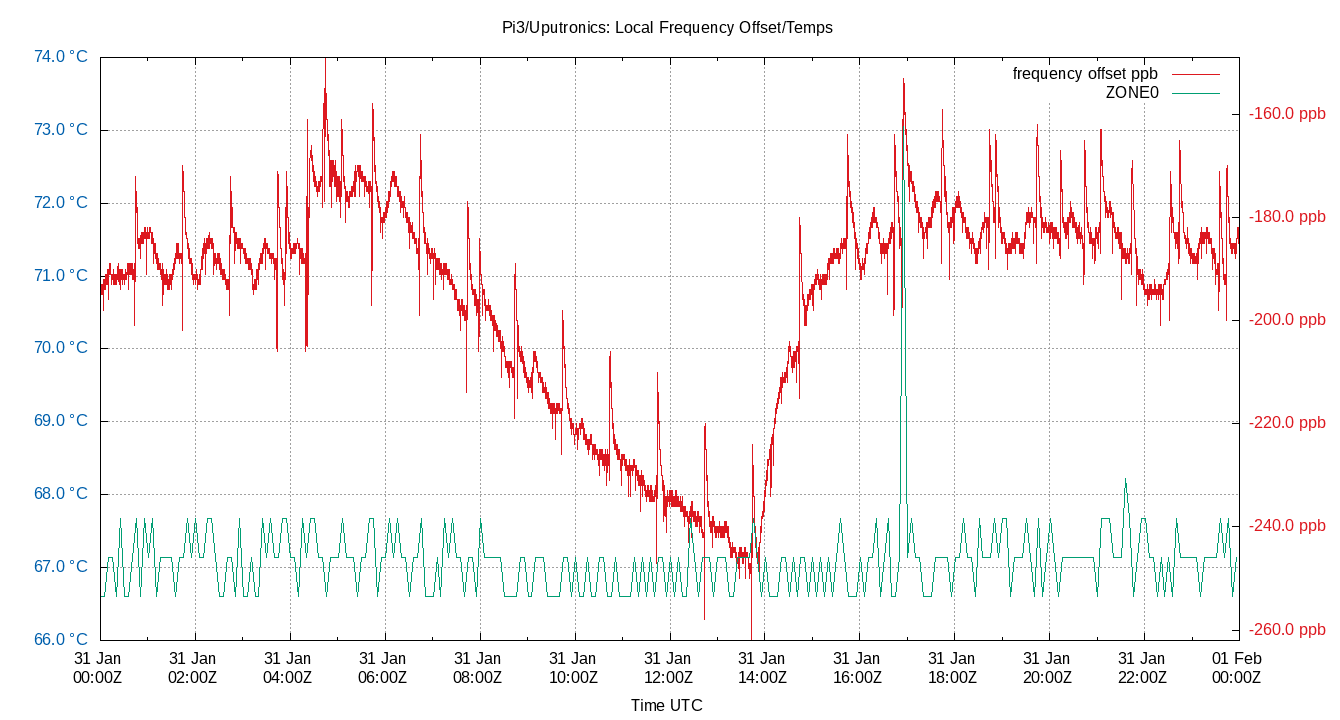 Pi3/Uputronics: Local Frequency Offset/Temps
74.0 °C
73.0 °C
72.0 °C
71.0 °C
70.0 °C
69.0 °C
68.0 °C
67.0 °C
66.0 °C
frequency offset ppb
ZONE0
-160.0 ppb
-180.0 ppb
-200.0 ppb
-220.0 ppb
-240.0 ppb
-260.0 ppb
31 Jan 31 Jan 31 Jan 31 Jan 31 Jan 31 Jan 31 Jan 31 Jan 31 Jan 31 Jan 31 Jan 31 Jan 01 Feb
00:00Z 02:00Z 04:00Z 06:00Z 08:00Z 10:00Z 12:00Z 14:00Z 16:00Z 18:00Z 20:00Z 22:00Z 00:00Z
Time UTC